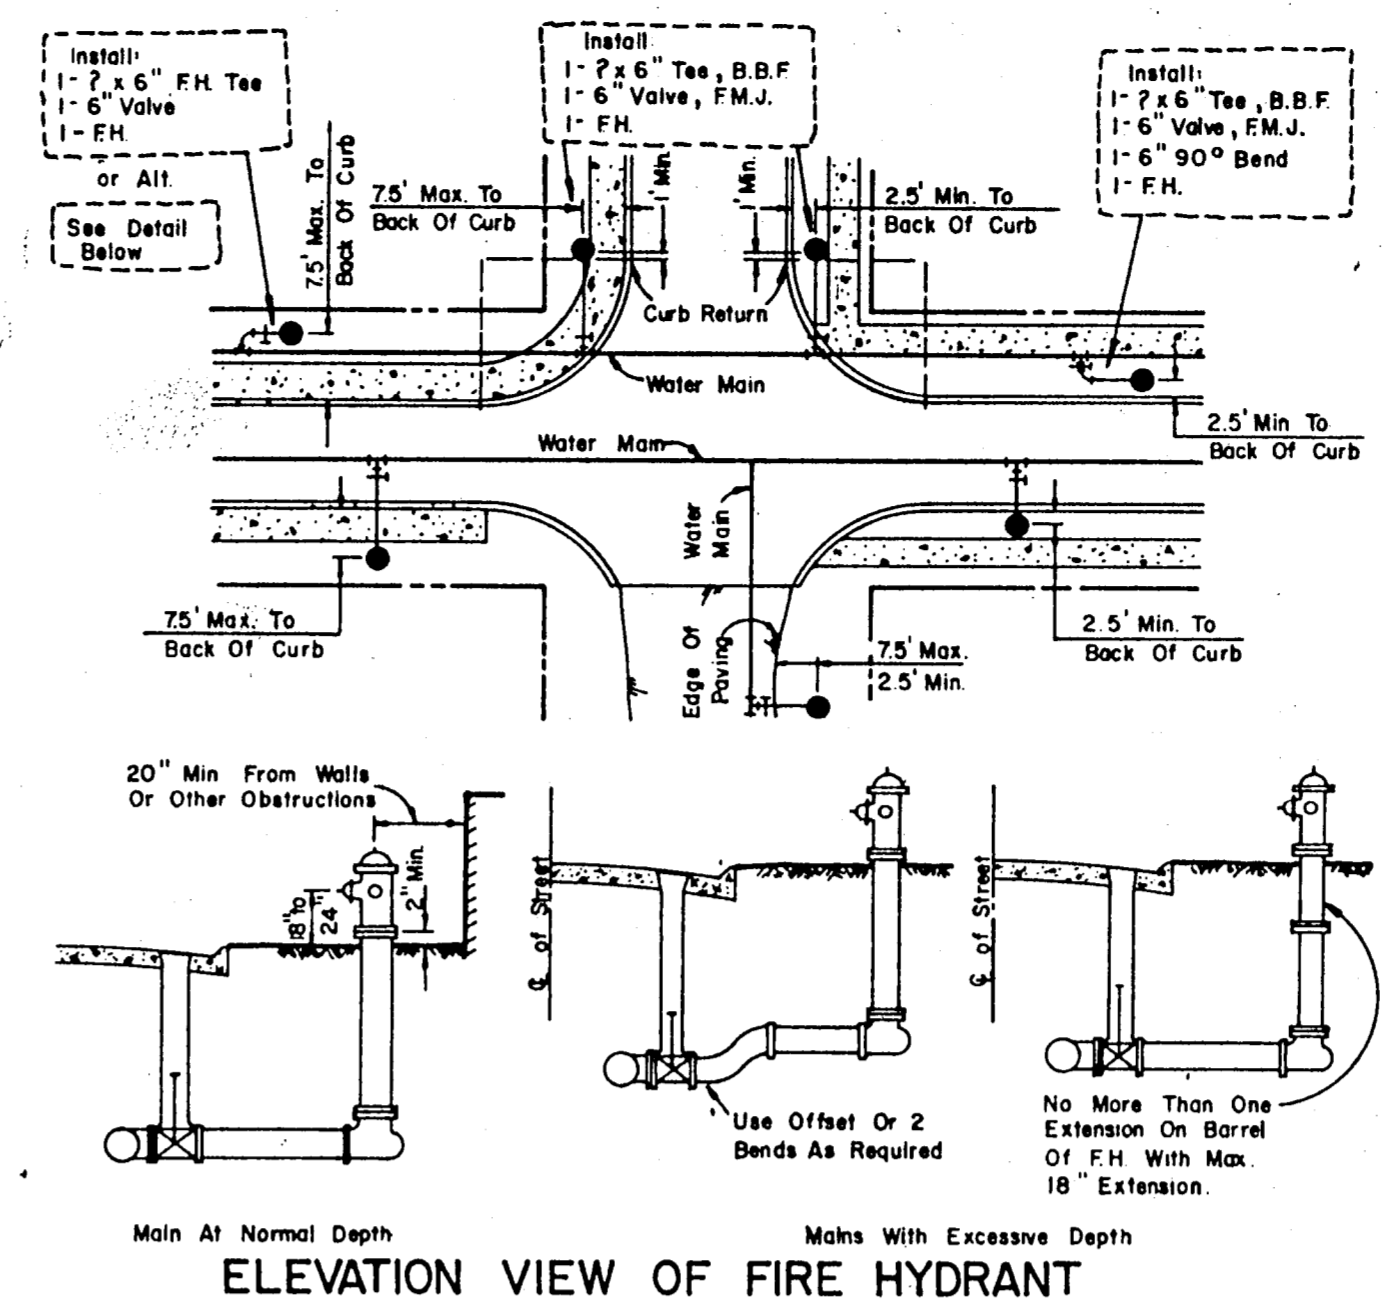 Install:
1- ? x 6" F.H. Tee
1- 6" Valve
1- F.H.
or Alt.
See Detail
Below
7.5' Max. To
Back Of Curb
Install
1- ? x 6" Tee, B.B.F.
1- 6" Valve, F.M.J.
1- F.H.
7.5' Max. To
Back Of Curb
1' Min.
1' Min.
2.5' Min. To
Back Of Curb
Install:
1- ? x 6" Tee, B.B.F.
1- 6" Valve, F.M.J.
1- 6" 90° Bend
1- F.H.
Curb Return
Water Main
2.5' Min To
Back Of Curb
Water Main
Water
Main
Edge Of
Paving
7.5' Max. To
Back Of Curb
7.5' Max.
2.5' Min.
2.5' Min. To
Back Of Curb
20" Min From Walls
Or Other Obstructions
18" to
24"
2" Min.
℄ of Street
Use Offset Or 2
Bends As Required
℄ of Street
No More Than One
Extension On Barrel
Of F.H. With Max.
18" Extension.
Main At Normal Depth
Mains With Excessive Depth
ELEVATION VIEW OF FIRE HYDRANT